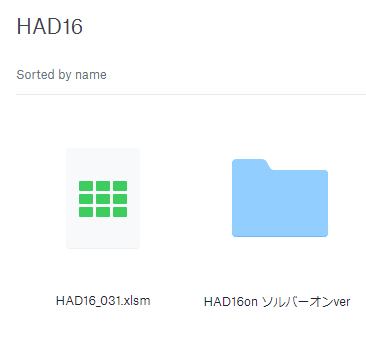 HAD16
Sorted by name
HAD16_031.xlsm
HAD16on ソルバーオンver